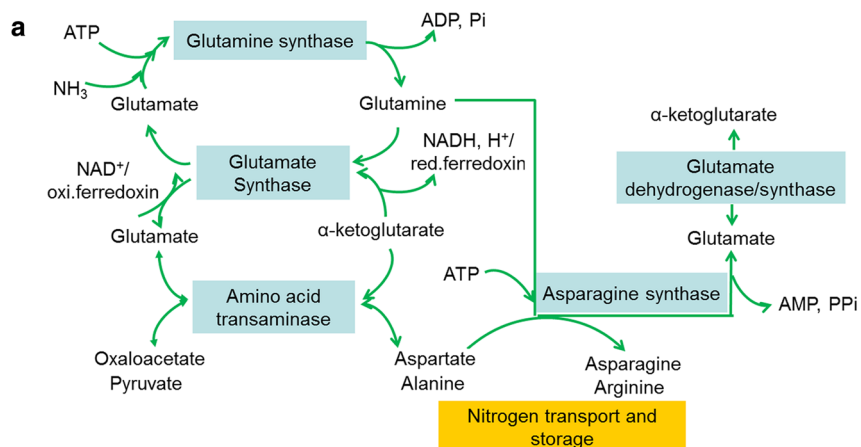 a
ATP
Glutamine synthase
ADP, Pi
NH3
Glutamate
Glutamine
α-ketoglutarate
NAD+/
oxi.ferredoxin
Glutamate
Synthase
NADH, H+/
red.ferredoxin
Glutamate
dehydrogenase/synthase
Glutamate
α-ketoglutarate
Glutamate
ATP
Amino acid
transaminase
Asparagine synthase
AMP, PPi
Oxaloacetate
Pyruvate
Aspartate
Alanine
Asparagine
Arginine
Nitrogen transport and
storage